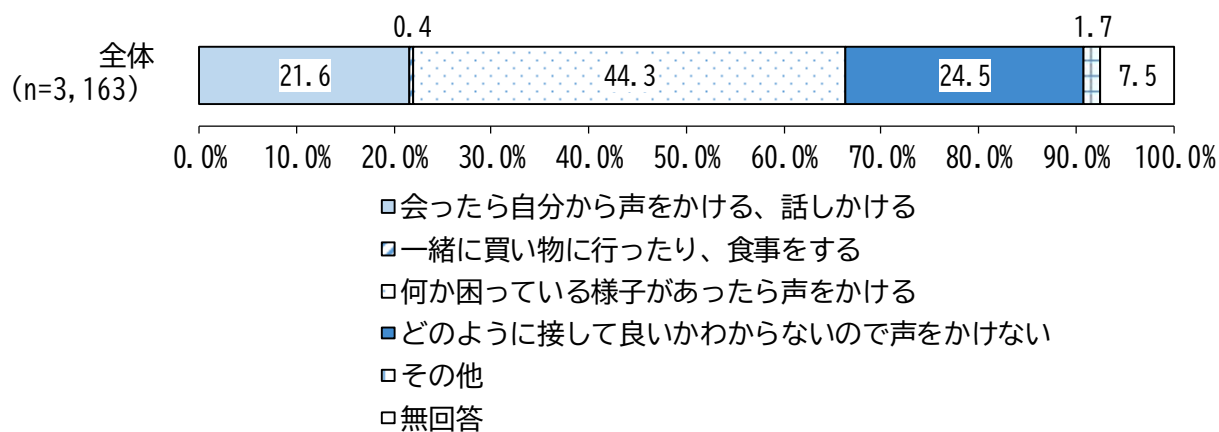 0.4 1.7
全体
(n=3,163)
21.6 44.3 24.5 7.5
0.0% 10.0% 20.0% 30.0% 40.0% 50.0% 60.0% 70.0% 80.0% 90.0% 100.0%
会ったら自分から声をかける、話しかける
一緒に買い物に行ったり、食事をする
何か困っている様子があったら声をかける
どのように接して良いかわからないので声をかけない
その他
無回答